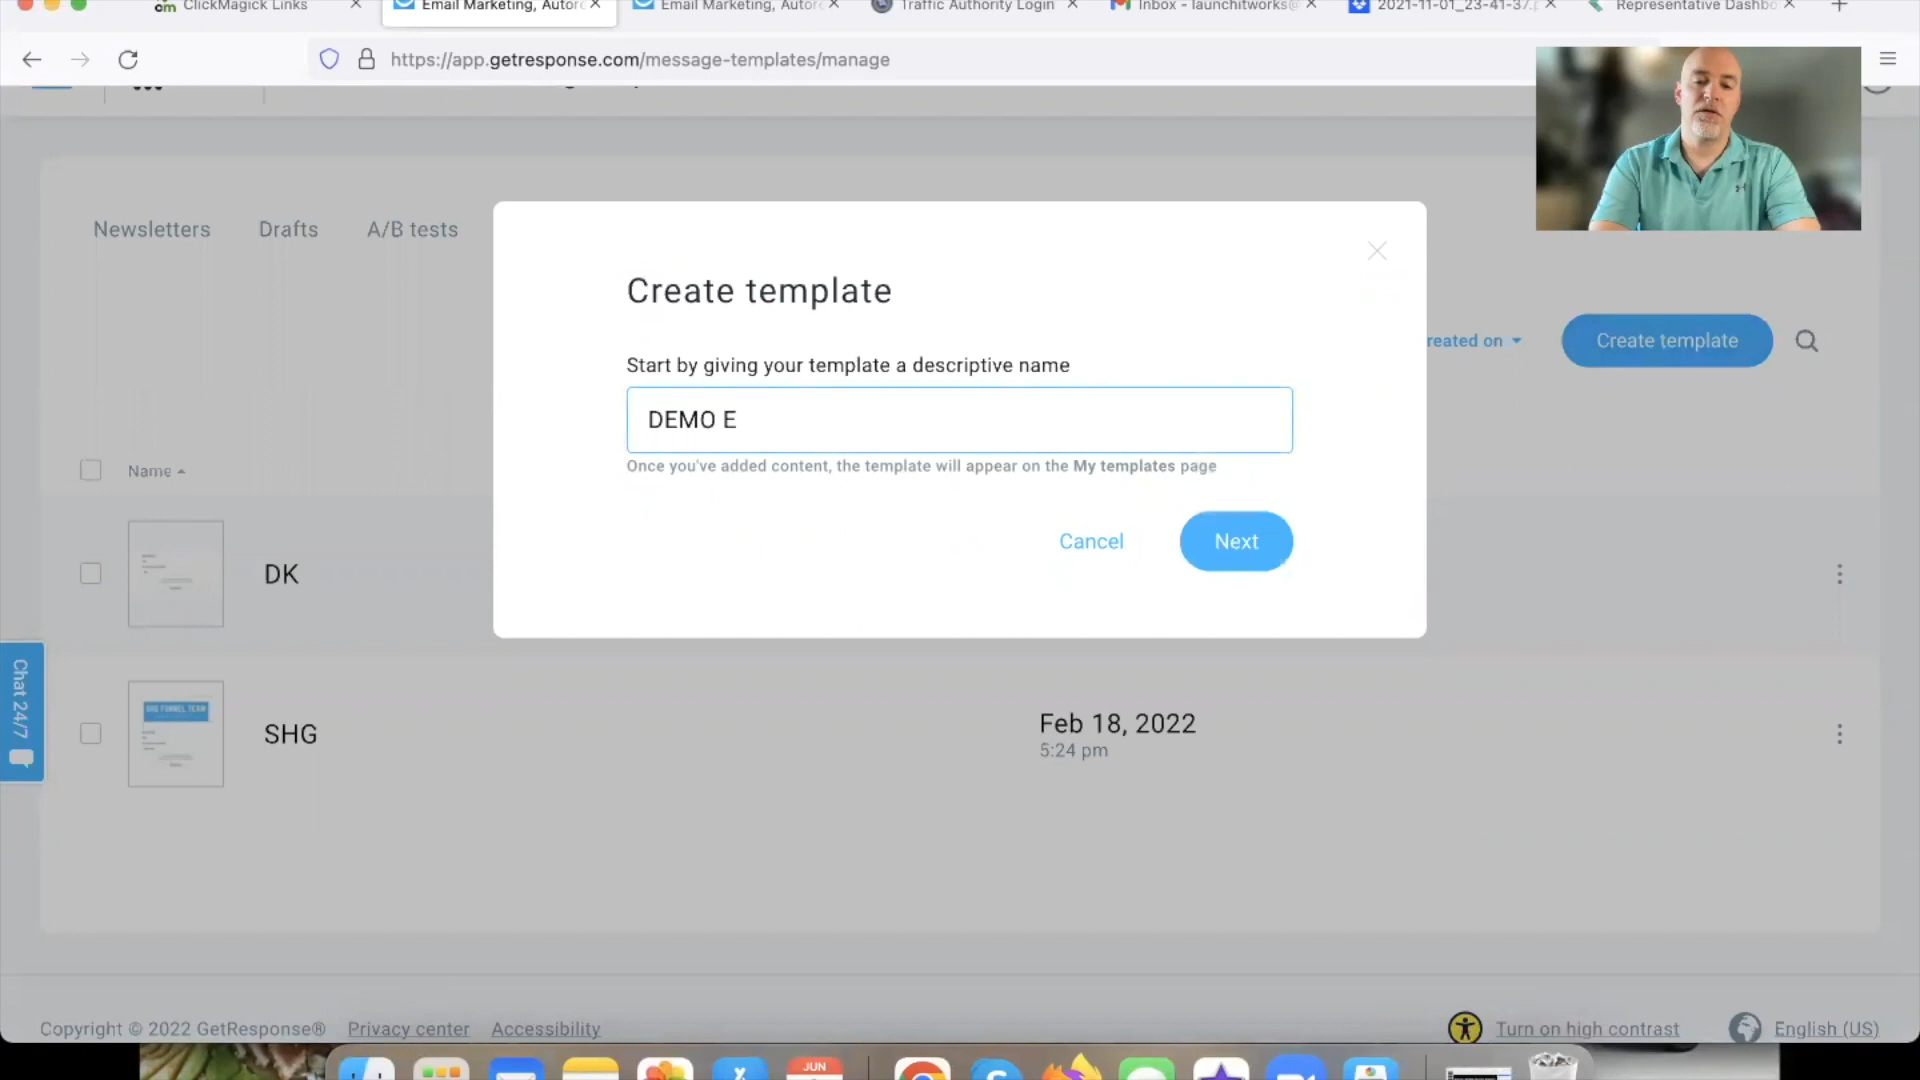 ClickMagick Links
Email Marketing, Autor
Email Marketing, Autor
Traffic Authority Login
Inbox - launchitworks@
2021-11-01_23-41-37.p
Representative Dashbo
https://app.getresponse.com/message-templates/manage
Newsletters
Drafts
A/B tests
Create template
Start by giving your template a descriptive name
DEMO E
Once you've added content, the template will appear on the My templates page
Cancel
Next
reated on
Create template
Name
DK
SHG FUNNEL TEAM
SHG
Feb 18, 2022
5:24 pm
Chat 24/7
Copyright © 2022 GetResponse®
Privacy center
Accessibility
Turn on high contrast
English (US)
JUN